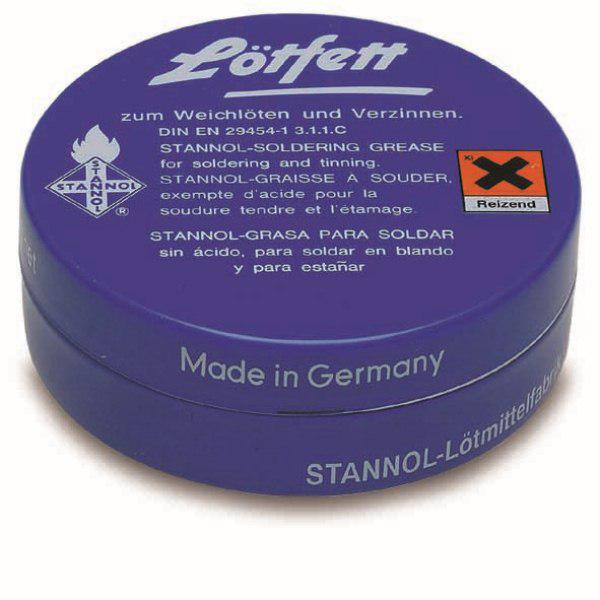 Lötfett
zum Weichlöten und Verzinnen.
DIN EN 29454-1 3.1.1.C
STANNOL-SOLDERING GREASE
for soldering and tinning.
STANNOL-GRAISSE A SOUDER,
exempte d'acide pour la
soudure tendre et l'étamage.
STANNOL-GRASA PARA SOLDAR
sin ácido, para soldar en blando
y para estañar
STANNOL
STANNOL
®
Xi
Reizend
Made in Germany
STANNOL-Lötmittelfabrik